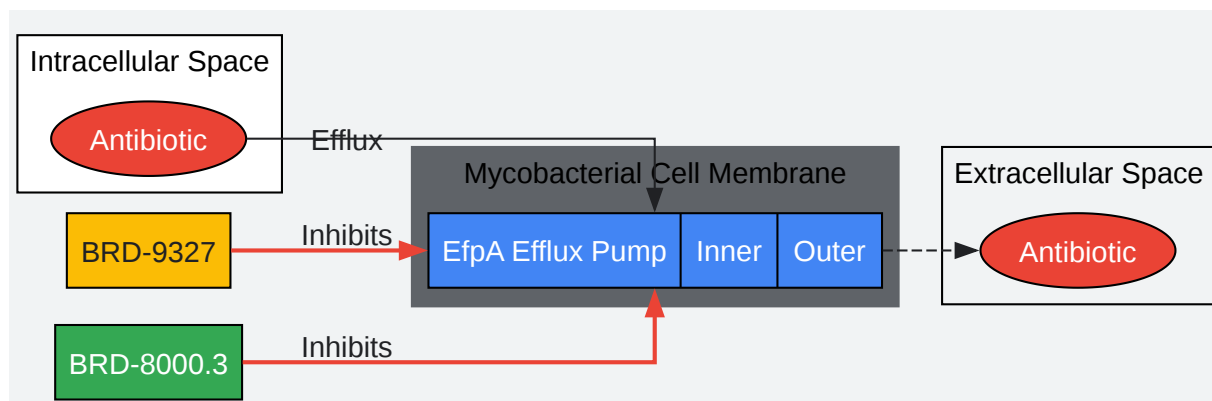 Intracellular Space
Antibiotic
Efflux
Mycobacterial Cell Membrane
Extracellular Space
BRD-9327
Inhibits
EfpA Efflux Pump
Inner
Outer
Antibiotic
BRD-8000.3
Inhibits